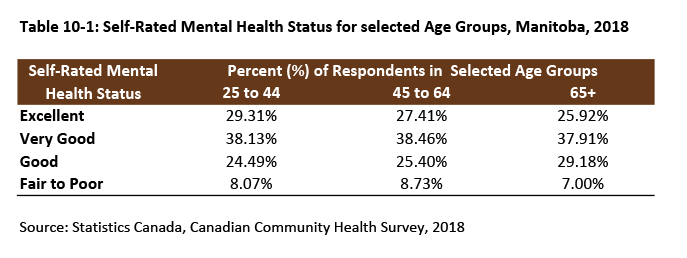 Table 10-1: Self-Rated Mental Health Status for selected Age Groups, Manitoba, 2018
Self-Rated Mental Percent (%) of Respondents in Selected Age Groups
Health Status 25 to 44 45 to 64 65+
Excellent 29.31% 27.41% 25.92%
Very Good 38.13% 38.46% 37.91%
Good 24.49% 25.40% 29.18%
Fair to Poor 8.07% 8.73% 7.00%
Source: Statistics Canada, Canadian Community Health Survey, 2018